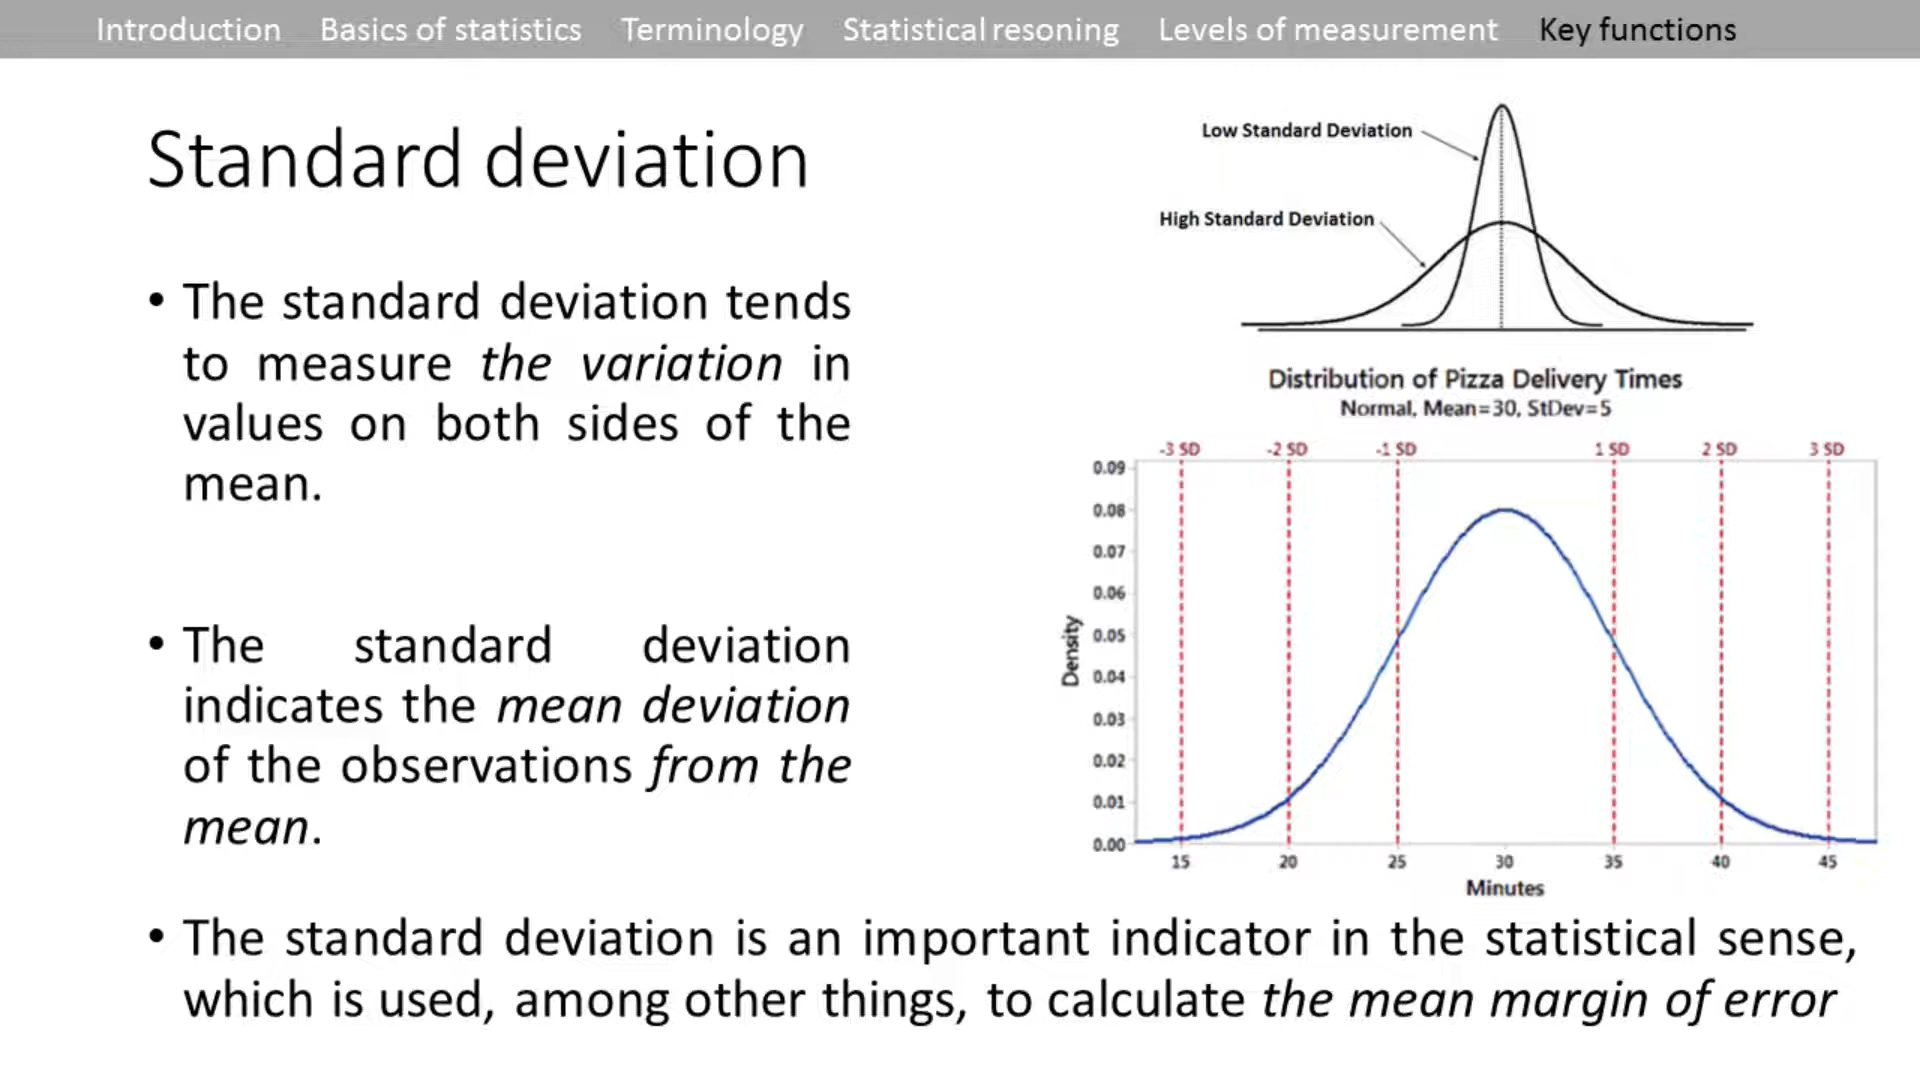 Introduction Basics of statistics Terminology Statistical resoning Levels of measurement Key functions
Standard deviation
• The standard deviation tends
to measure the variation in
values on both sides of the
mean.
• The standard deviation
indicates the mean deviation
of the observations from the
mean.
• The standard deviation is an important indicator in the statistical sense,
which is used, among other things, to calculate the mean margin of error
Low Standard Deviation
High Standard Deviation
Distribution of Pizza Delivery Times
Normal, Mean=30, StDev=5
-3 SD -2 SD -1 SD 1 SD 2 SD 3 SD
0.09
0.08
0.07
0.06
0.05
0.04
0.03
0.02
0.01
0.00
Density
15 20 25 30 35 40 45
Minutes